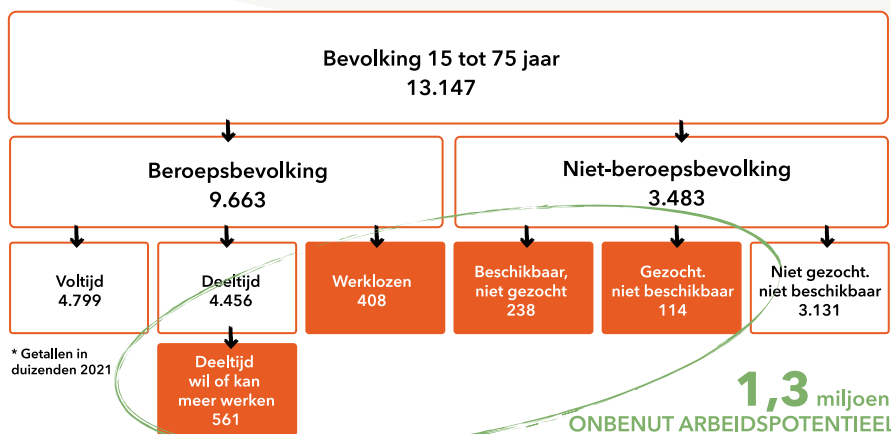 Bevolking 15 tot 75 jaar
13.147
Beroepsbevolking
9.663
Niet-beroepsbevolking
3.483
Voltijd
4.799
Deeltijd
4.456
Werklozen
408
Beschikbaar,
niet gezocht
238
Gezocht.
niet beschikbaar
114
Niet gezocht.
niet beschikbaar
3.131
* Getallen in
duizenden 2021
Deeltijd
wil of kan
meer werken
561
1,3 miljoen
ONBENUT ARBEIDSPOTENTIEEL